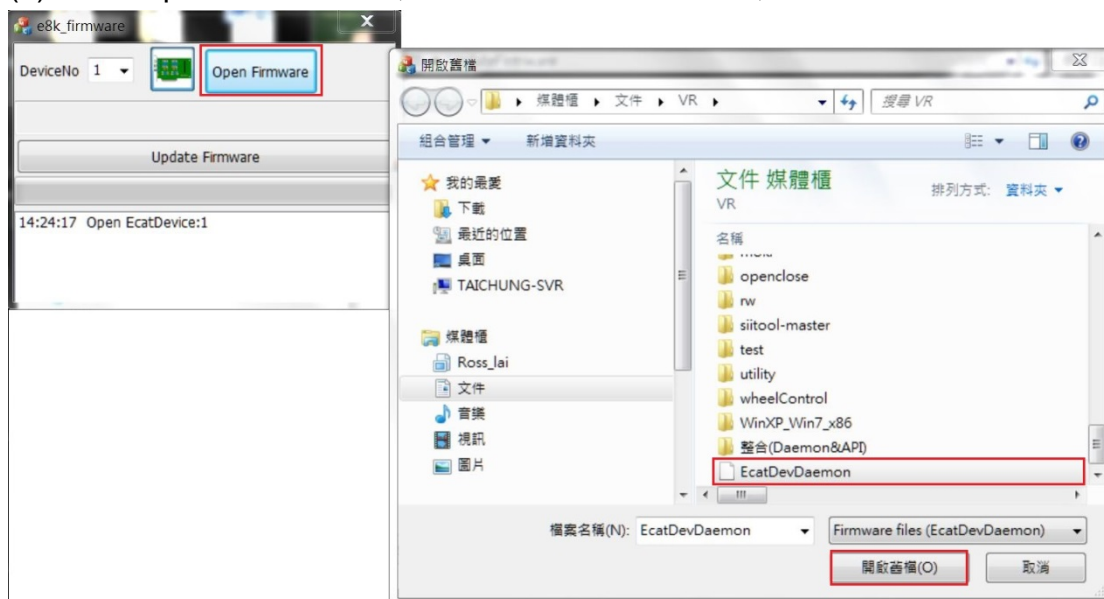 e8k_firmware
DeviceNo 1
Open Firmware
Update Firmware
14:24:17 Open EcatDevice:1
開啟舊檔
媒體櫃 文件 VR
搜尋 VR
組合管理 新增資料夾
我的最愛
下載
最近的位置
桌面
TAICHUNG-SVR
媒體櫃
Ross_lai
文件
音樂
視訊
圖片
文件 媒體櫃
VR
排列方式: 資料夾
名稱
openclose
rw
siitool-master
test
utility
wheelControl
WinXP_Win7_x86
整合(Daemon&API)
EcatDevDaemon
檔案名稱(N): EcatDevDaemon
Firmware files (EcatDevDaemon)
開啟舊檔(O)
取消